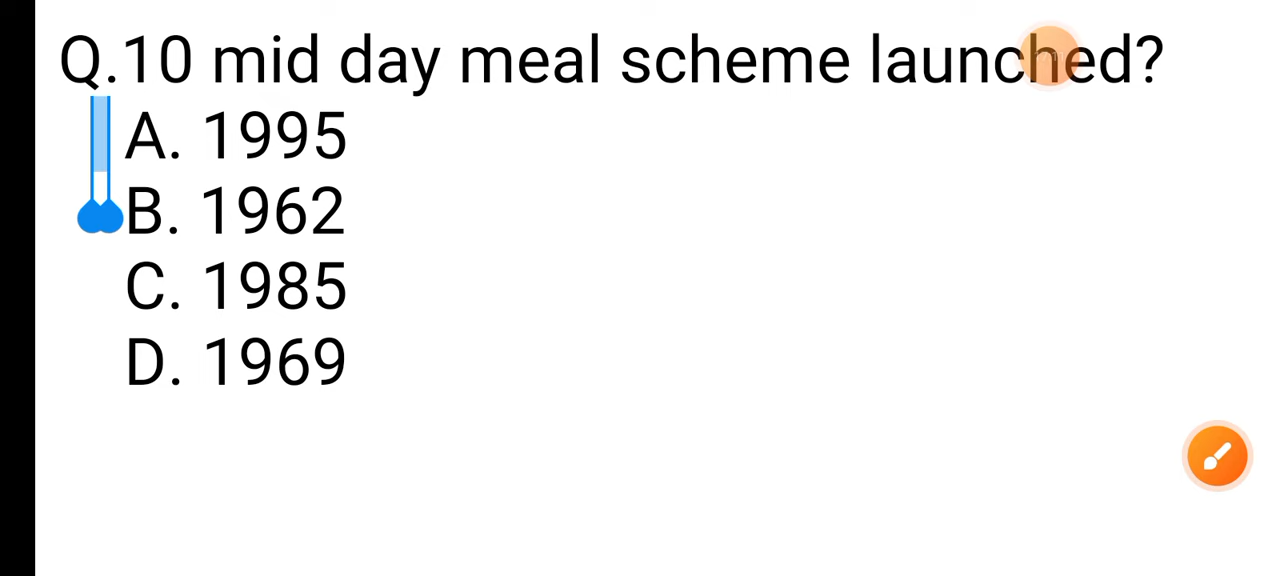 Q.10 mid day meal scheme launched?
A. 1995
B. 1962
C. 1985
D. 1969